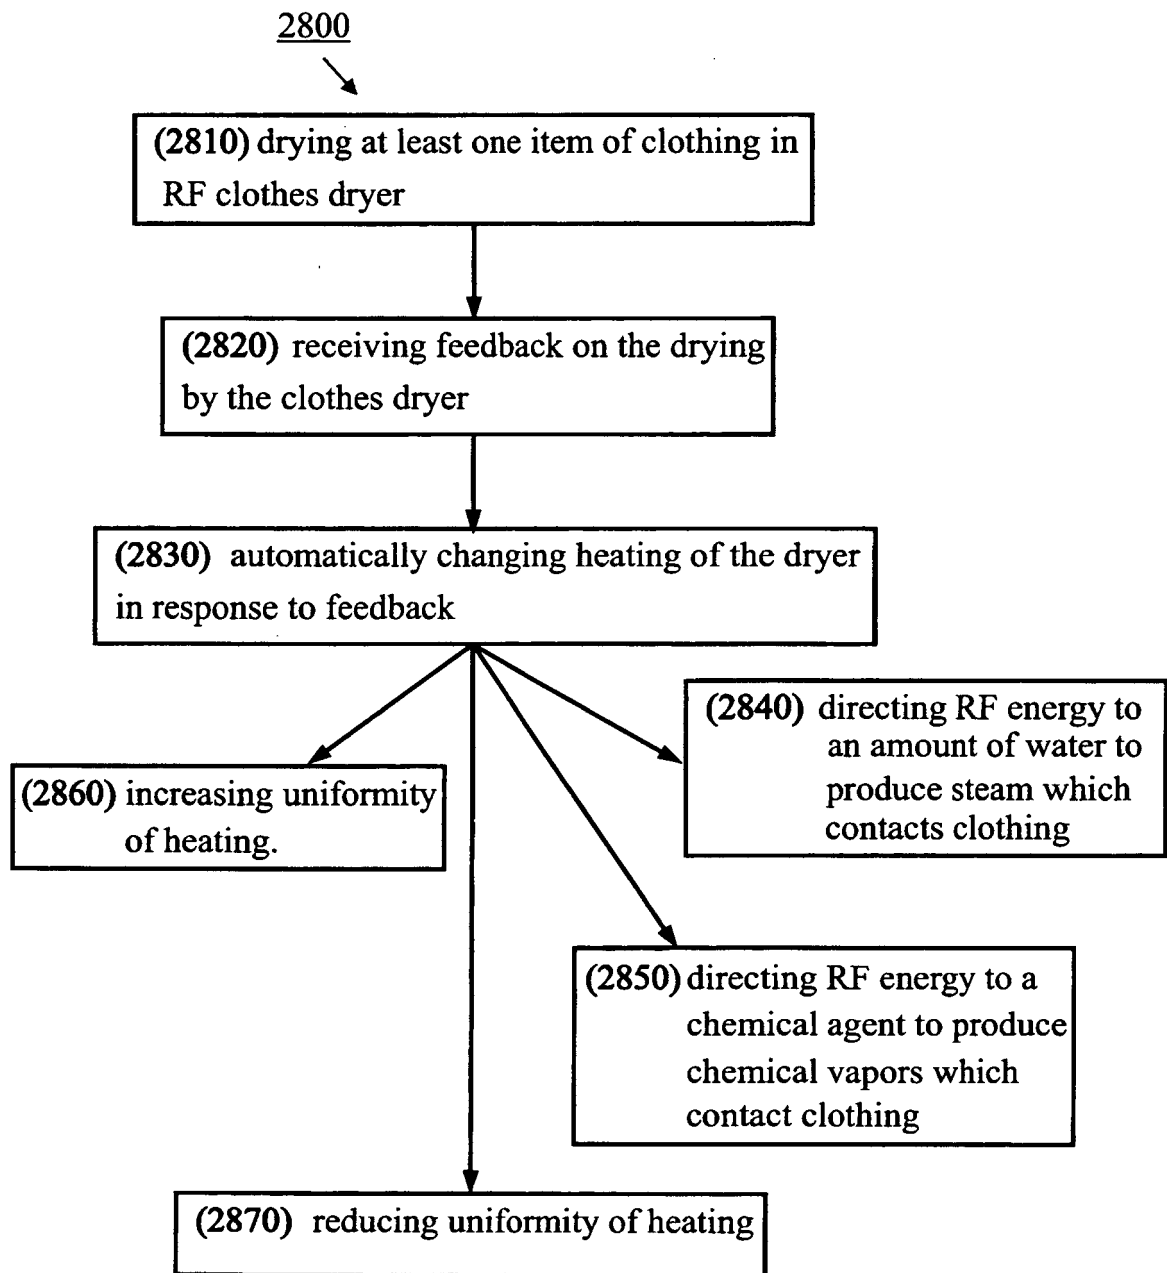 2800
(2810) drying at least one item of clothing in
RF clothes dryer
(2820) receiving feedback on the drying
by the clothes dryer
(2830) automatically changing heating of the dryer
in response to feedback
(2840) directing RF energy to
an amount of water to
produce steam which
contacts clothing
(2860) increasing uniformity
of heating.
(2850) directing RF energy to a
chemical agent to produce
chemical vapors which
contact clothing
(2870) reducing uniformity of heating